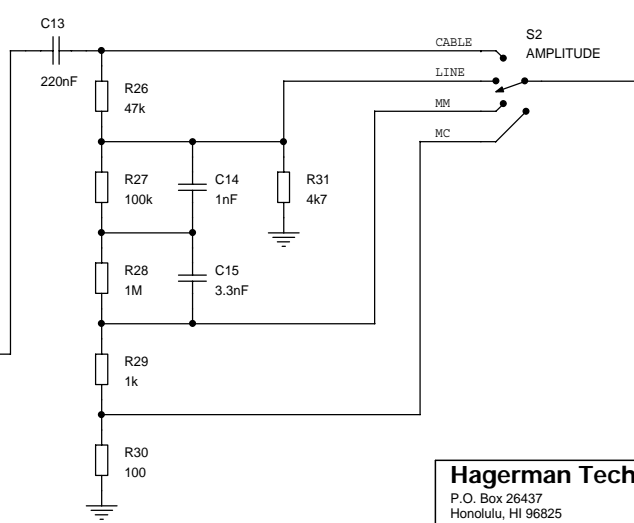 C13
220nF
CABLE
S2
AMPLITUDE
LINE
R26
47k
MM
MC
R27
100k
C14
1nF
R31
4k7
R28
1M
C15
3.3nF
R29
1k
R30
100
Hagerman Tech
P.O. Box 26437
Honolulu, HI 96825